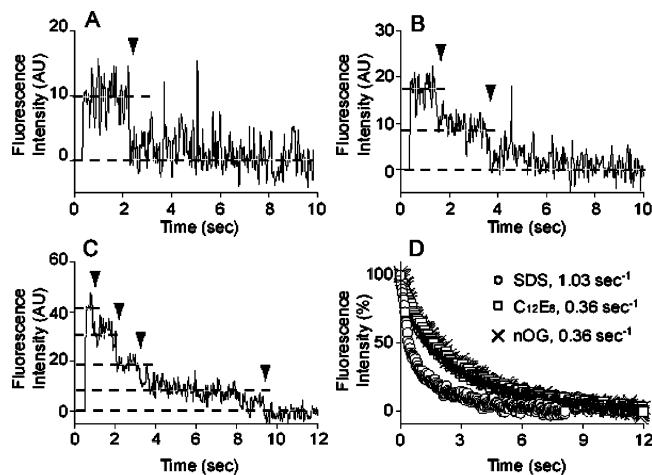 A
Fluorescence
Intensity (AU)
20
10
0
0 2 4 6 8 10
Time (sec)
B
Fluorescence
Intensity (AU)
30
20
10
0
0 2 4 6 8 10
Time (sec)
C
Fluorescence
Intensity (AU)
60
40
20
0
0 2 4 6 8 10 12
Time (sec)
D
Fluorescence
Intensity (%)
100
50
0
SDS, 1.03 sec⁻¹
C₁₂E₈, 0.36 sec⁻¹
nOG, 0.36 sec⁻¹
0 3 6 9 12
Time (sec)